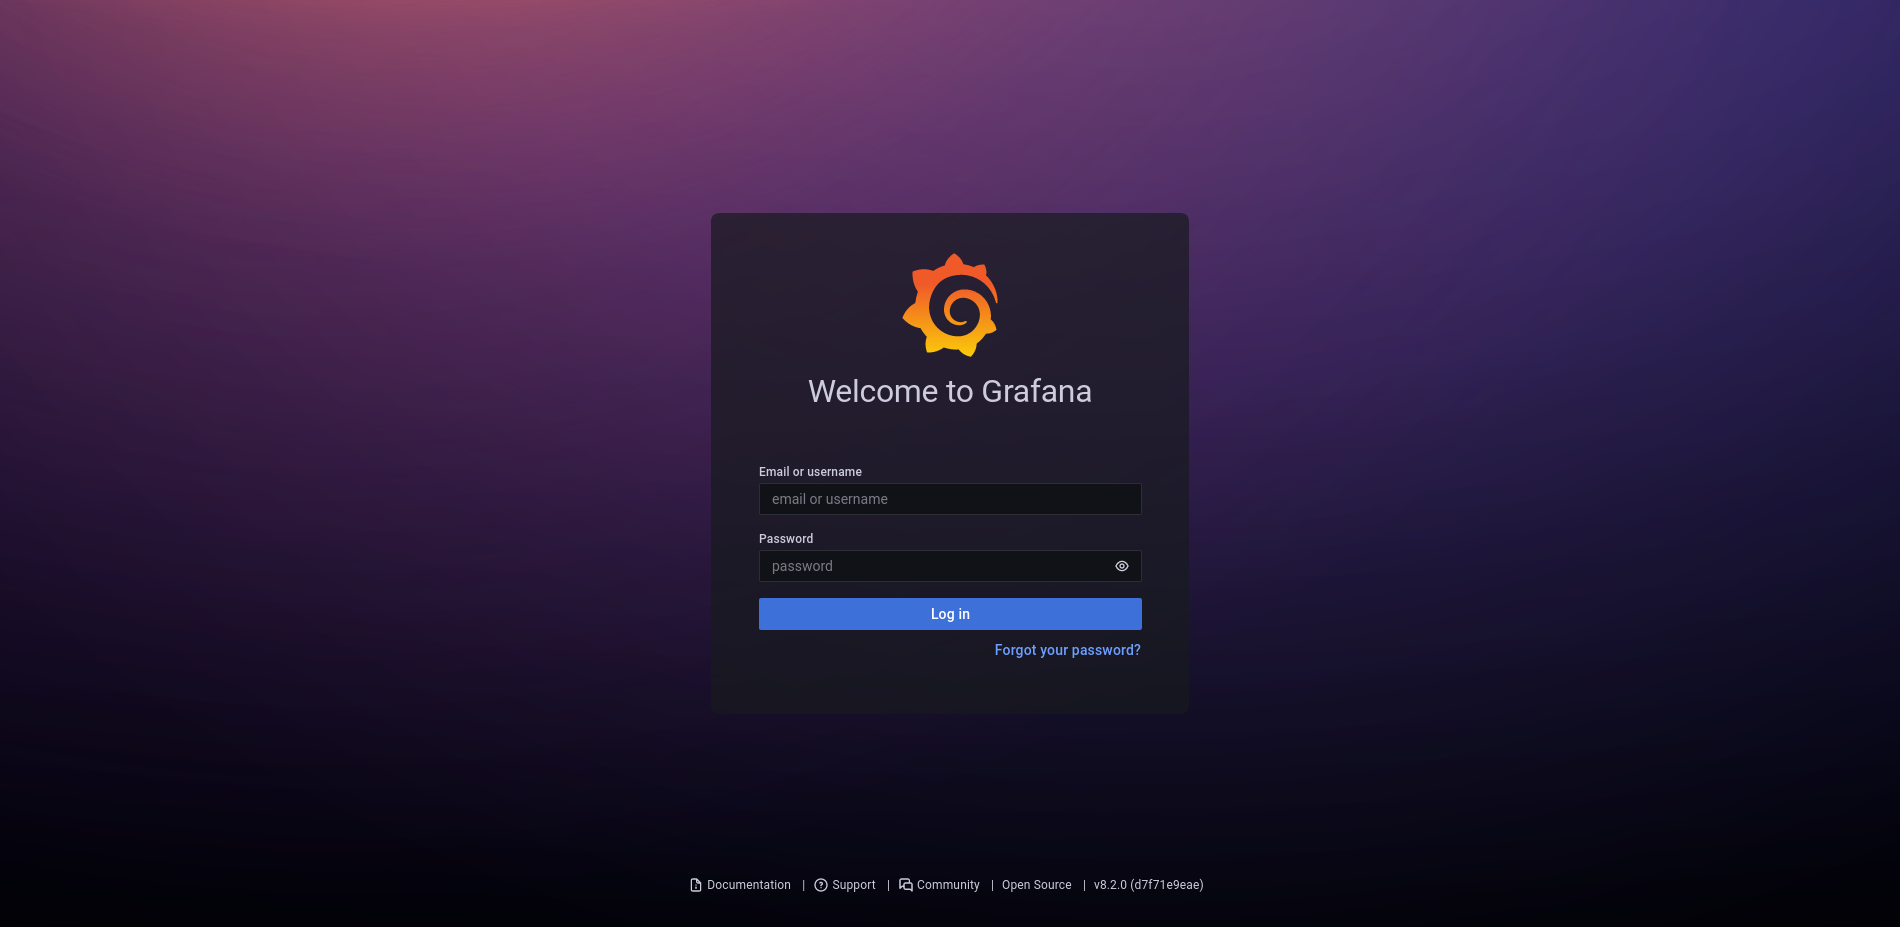 Welcome to Grafana
Email or username
email or username
Password
password
Log in
Forgot your password?
Documentation | Support | Community | Open Source | v8.2.0 (d7f71e9eae)